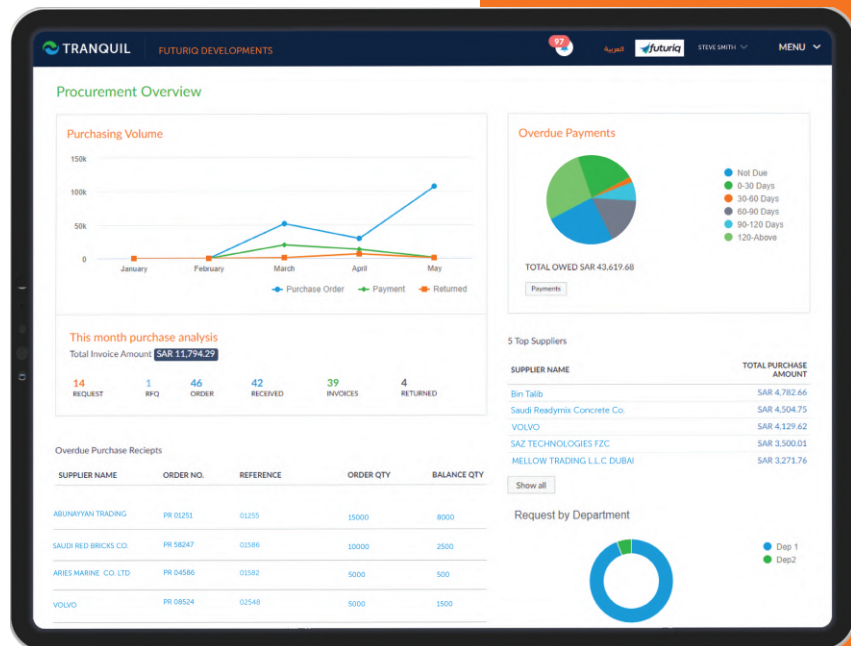 TRANQUIL
FUTURIQ DEVELOPMENTS
97
العربية
futuriq
STEVE SMITH
MENU
Procurement Overview
Purchasing Volume
150k
100k
50k
0
January February March April May
Purchase Order Payment Returned
This month purchase analysis
Total Invoice Amount SAR 11,794.29
14 1 46 42 39 4
REQUEST RFQ ORDER RECEIVED INVOICES RETURNED
Overdue Purchase Reciepts
SUPPLIER NAME ORDER NO. REFERENCE ORDER QTY BALANCE QTY
ABUNAYYAN TRADING PR 01251 01255 15000 8000
SAUDI RED BRICKS CO. PR 58247 01586 10000 2500
ARIES MARINE CO. LTD PR 04586 01582 5000 500
VOLVO PR 08524 02548 5000 1500
Overdue Payments
Not Due
0-30 Days
30-60 Days
60-90 Days
90-120 Days
120-Above
TOTAL OWED SAR 43,619.68
Payments
5 Top Suppliers
SUPPLIER NAME TOTAL PURCHASE AMOUNT
Bin Talib SAR 4,782.66
Saudi Readymix Concrete Co. SAR 4,504.75
VOLVO SAR 4,129.62
SAZ TECHNOLOGIES FZC SAR 3,500.01
MELLOW TRADING L.L.C DUBAI SAR 3,271.76
Show all
Request by Department
Dep 1
Dep2